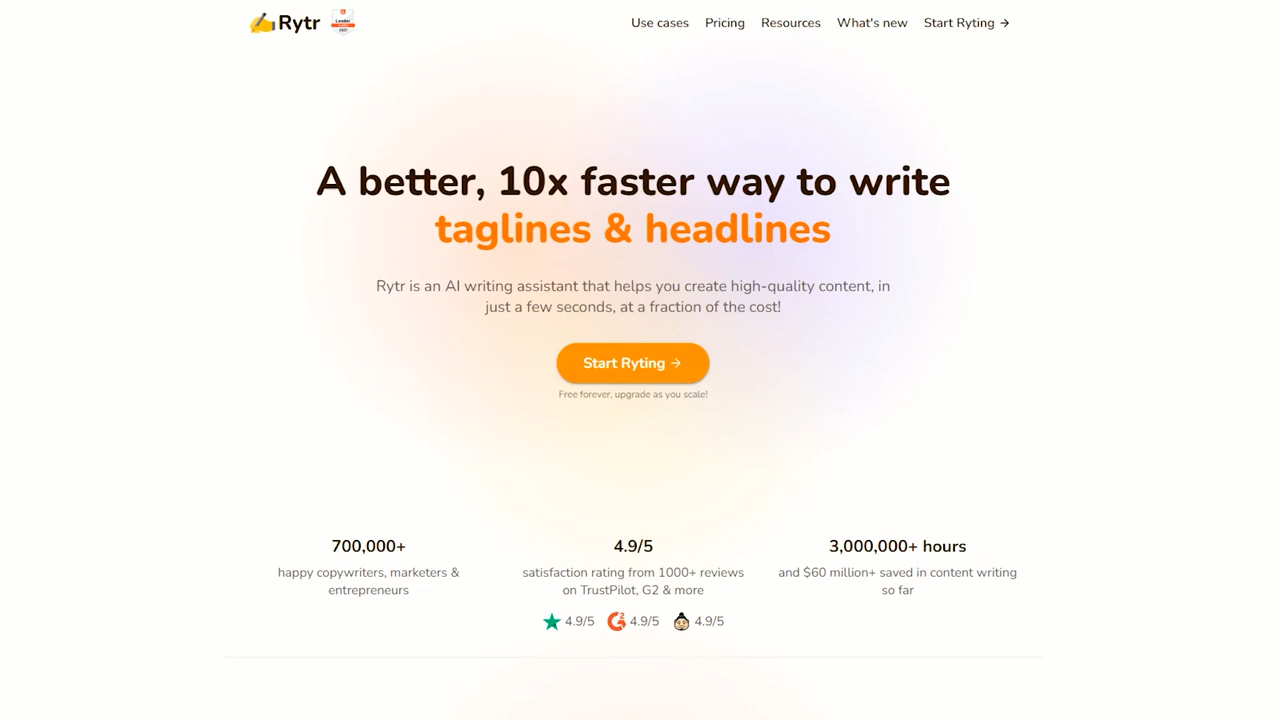 Rytr
Use cases
Pricing
Resources
What's new
Start Ryting →
A better, 10x faster way to write
taglines & headlines
Rytr is an AI writing assistant that helps you create high-quality content, in
just a few seconds, at a fraction of the cost!
Start Ryting →
Free forever, upgrade as you scale!
700,000+
happy copywriters, marketers &
entrepreneurs
4.9/5
satisfaction rating from 1000+ reviews
on TrustPilot, G2 & more
4.9/5
4.9/5
4.9/5
3,000,000+ hours
and $60 million+ saved in content writing
so far